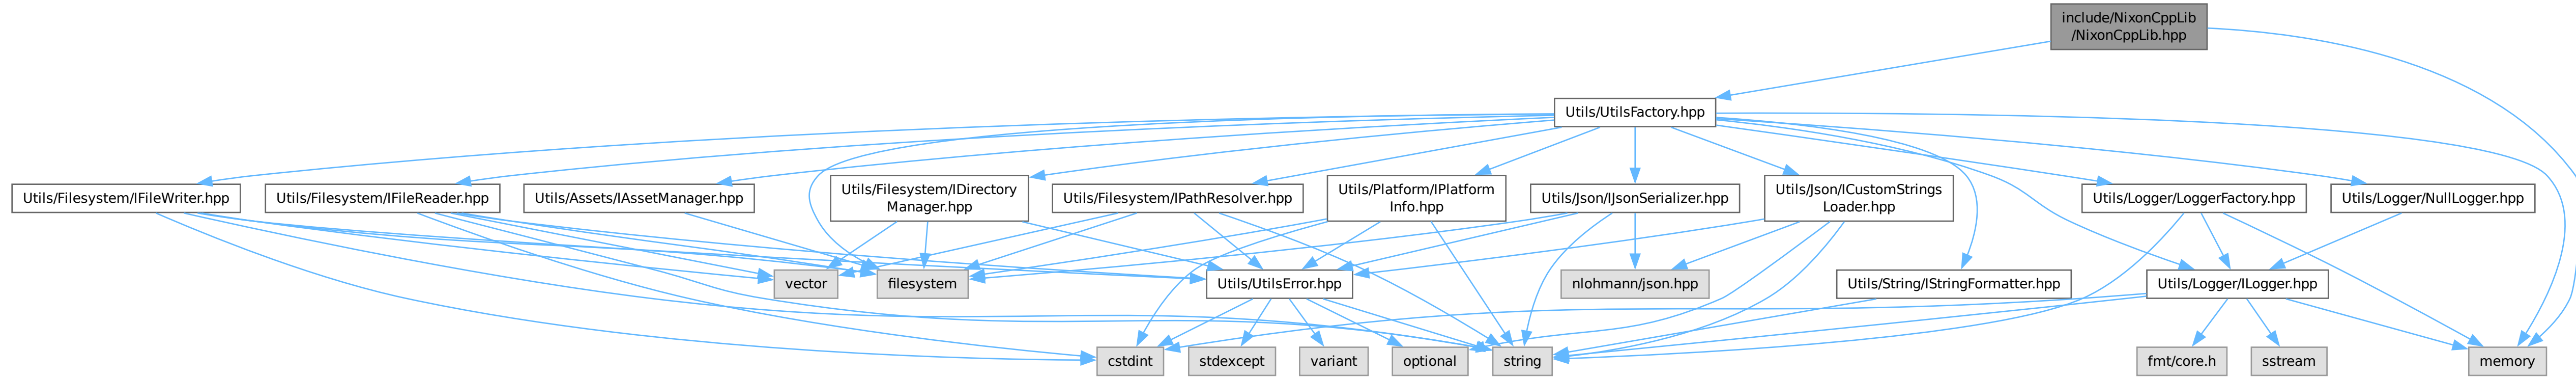 include/NixonCppLib
/NixonCppLib.hpp
Utils/UtilsFactory.hpp
Utils/Filesystem/IFileWriter.hpp
Utils/Filesystem/IFileReader.hpp
Utils/Assets/IAssetManager.hpp
Utils/Filesystem/IDirectory
Manager.hpp
Utils/Filesystem/IPathResolver.hpp
Utils/Platform/IPlatform
Info.hpp
Utils/Json/IJsonSerializer.hpp
Utils/Json/ICustomStrings
Loader.hpp
Utils/Logger/LoggerFactory.hpp
Utils/Logger/NullLogger.hpp
vector
filesystem
Utils/UtilsError.hpp
nlohmann/json.hpp
Utils/String/IStringFormatter.hpp
Utils/Logger/ILogger.hpp
cstdint
stdexcept
variant
optional
string
fmt/core.h
sstream
memory